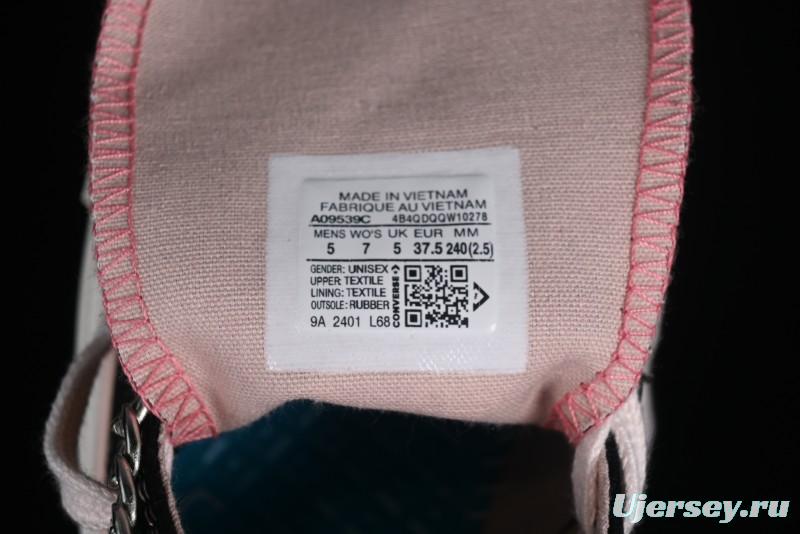 MADE IN VIETNAM
FABRIQUE AU VIETNAM
A09539C 4B4QDQQW10278
MENS WO'S UK EUR MM
5 7 5 37.5 240(2.5)
GENDER: UNISEX
UPPER: TEXTILE
LINING: TEXTILE
OUTSOLE: RUBBER
9A 2401 L68
CONVERSE
Ujersey.ru